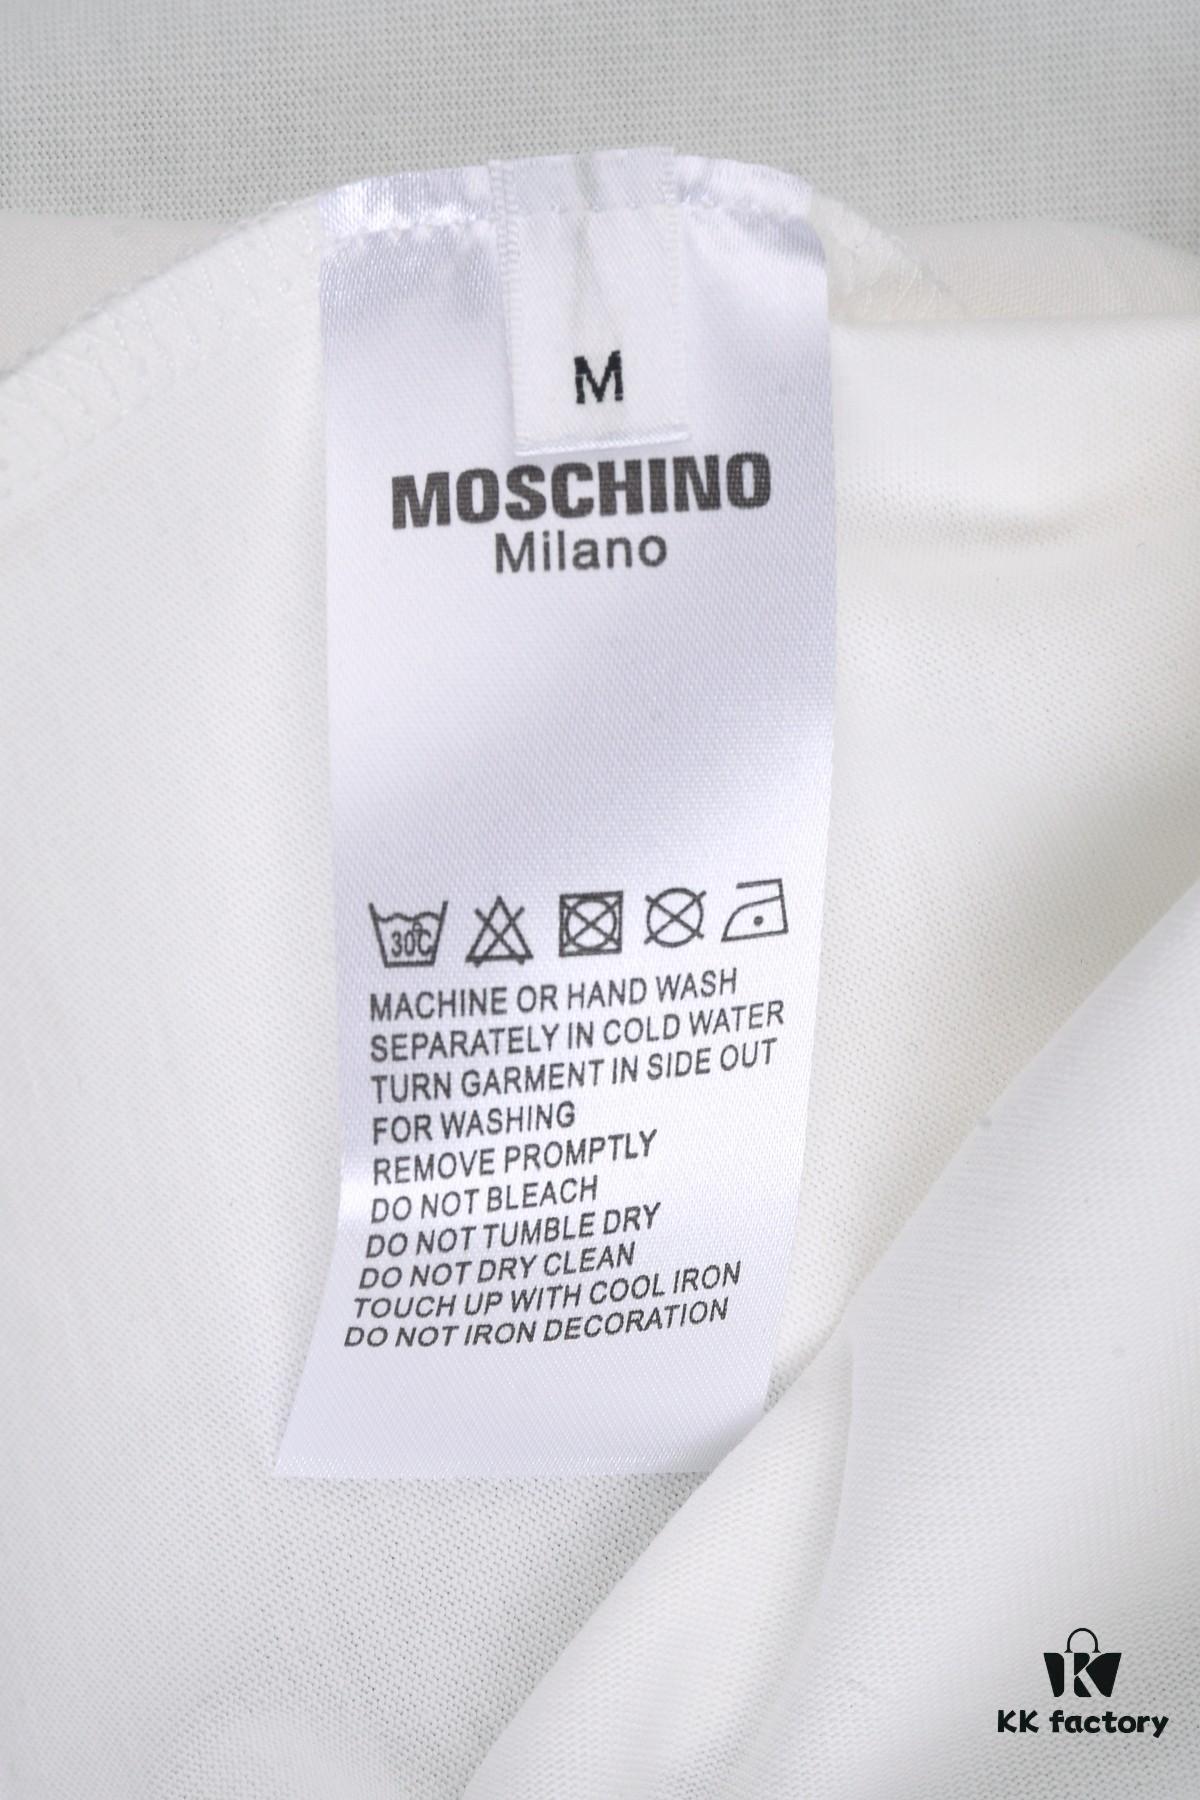 M
MOSCHINO
Milano
30°C
MACHINE OR HAND WASH
SEPARATELY IN COLD WATER
TURN GARMENT IN SIDE OUT
FOR WASHING
REMOVE PROMPTLY
DO NOT BLEACH
DO NOT TUMBLE DRY
DO NOT DRY CLEAN
TOUCH UP WITH COOL IRON
DO NOT IRON DECORATION
KK factory